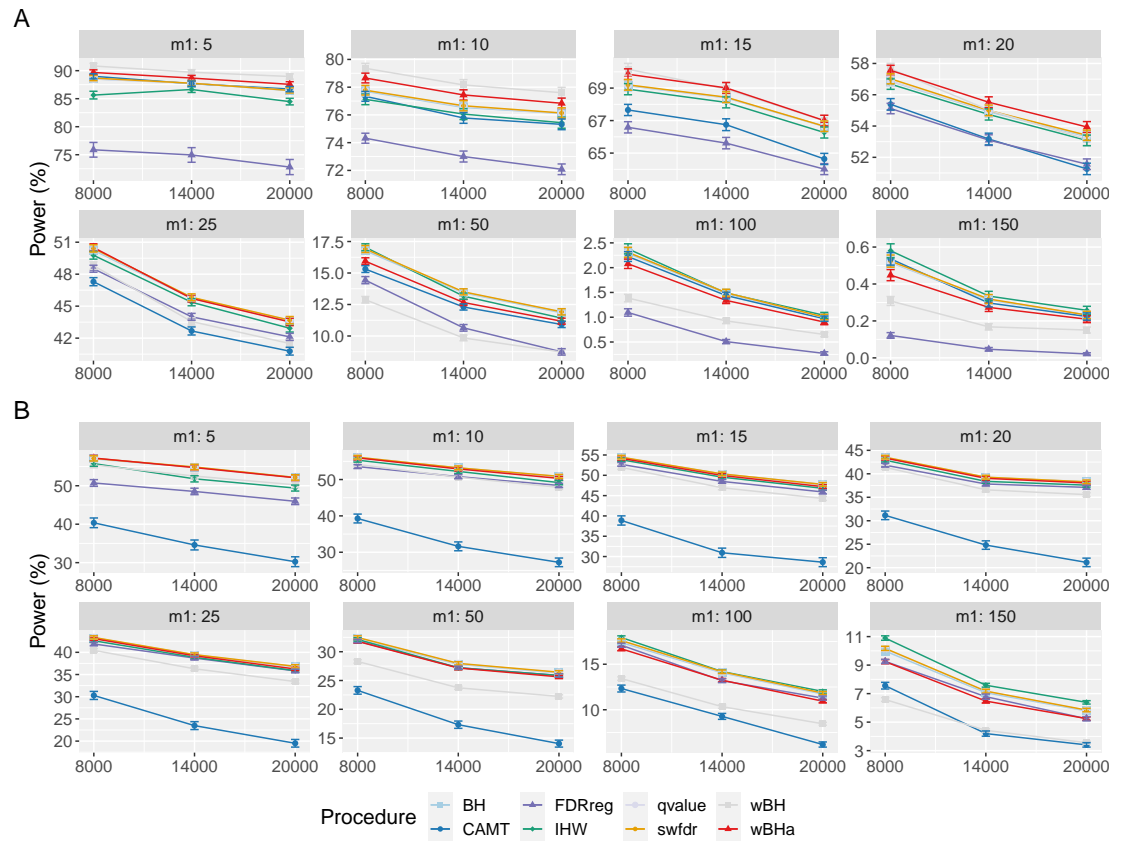 A
m1: 5 m1: 10 m1: 15 m1: 20
90 85 80 75
80 78 76 74 72
69 67 65
58 56 54 52
8000 14000 20000 8000 14000 20000 8000 14000 20000 8000 14000 20000
Power (%)
m1: 25 m1: 50 m1: 100 m1: 150
51 48 45 42
17.5 15.0 12.5 10.0
2.5 2.0 1.5 1.0 0.5
0.6 0.4 0.2 0.0
8000 14000 20000 8000 14000 20000 8000 14000 20000 8000 14000 20000
B
m1: 5 m1: 10 m1: 15 m1: 20
50 40 30
50 40 30
55 50 45 40 35 30
45 40 35 30 25 20
8000 14000 20000 8000 14000 20000 8000 14000 20000 8000 14000 20000
Power (%)
m1: 25 m1: 50 m1: 100 m1: 150
40 35 30 25 20
30 25 20 15
15 10
11 9 7 5 3
8000 14000 20000 8000 14000 20000 8000 14000 20000 8000 14000 20000
Procedure
BH FDRreg qvalue wBH
CAMT IHW swfdr wBHa